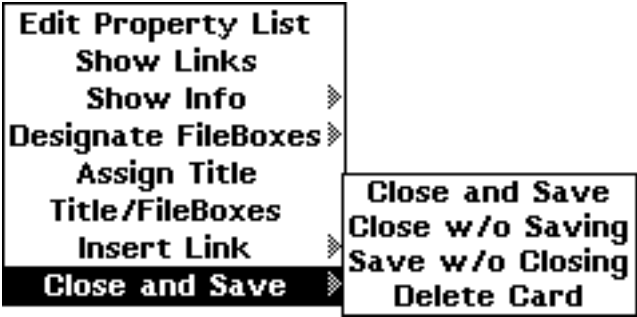 Edit Property List
Show Links
Show Info
Designate FileBoxes
Assign Title
Title/FileBoxes
Insert Link
Close and Save
Close and Save
Close w/o Saving
Save w/o Closing
Delete Card